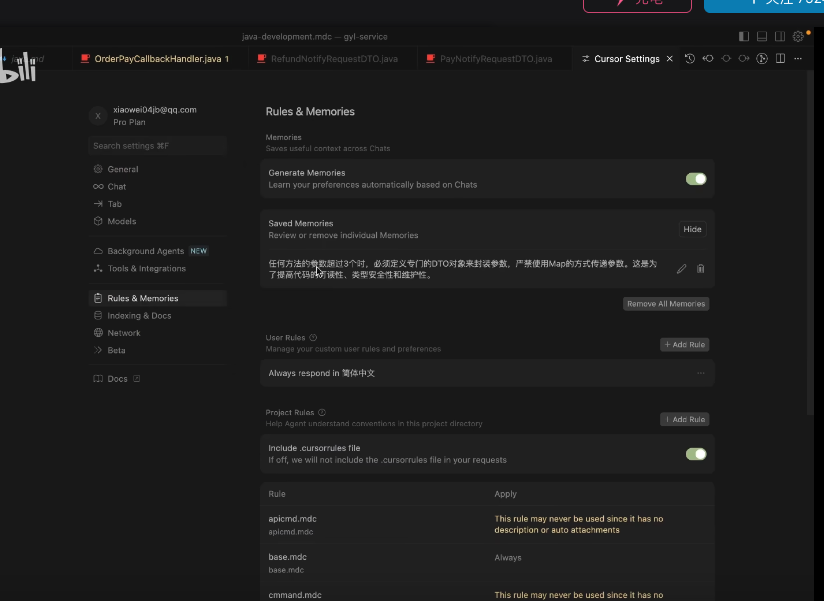 充电
java-development.mdc — gyl-service
OrderPayCallbackHandler.java 1
RefundNotifyRequestDTO.java
PayNotifyRequestDTO.java
Cursor Settings
bili
X
xiaowei04jb@qq.com
Pro Plan
Search settings ⌘F
General
Chat
Tab
Models
Background Agents NEW
Tools & Integrations
Rules & Memories
Indexing & Docs
Network
Beta
Docs
Rules & Memories
Memories
Saves useful context across Chats
Generate Memories
Learn your preferences automatically based on Chats
Saved Memories
Review or remove individual Memories
Hide
任何方法的参数超过3个时，必须定义专门的DTO对象来封装参数，严禁使用Map的方式传递参数。这是为
了提高代码的可读性、类型安全性和维护性。
Remove All Memories
User Rules
Manage your custom user rules and preferences
+ Add Rule
Always respond in 简体中文
Project Rules
Help Agent understand conventions in this project directory
+ Add Rule
Include .cursorrules file
If off, we will not include the .cursorrules file in your requests
Rule
Apply
apicmd.mdc
apicmd.mdc
This rule may never be used since it has no
description or auto attachments
base.mdc
base.mdc
Always
cmmand.mdc
This rule may never be used since it has no